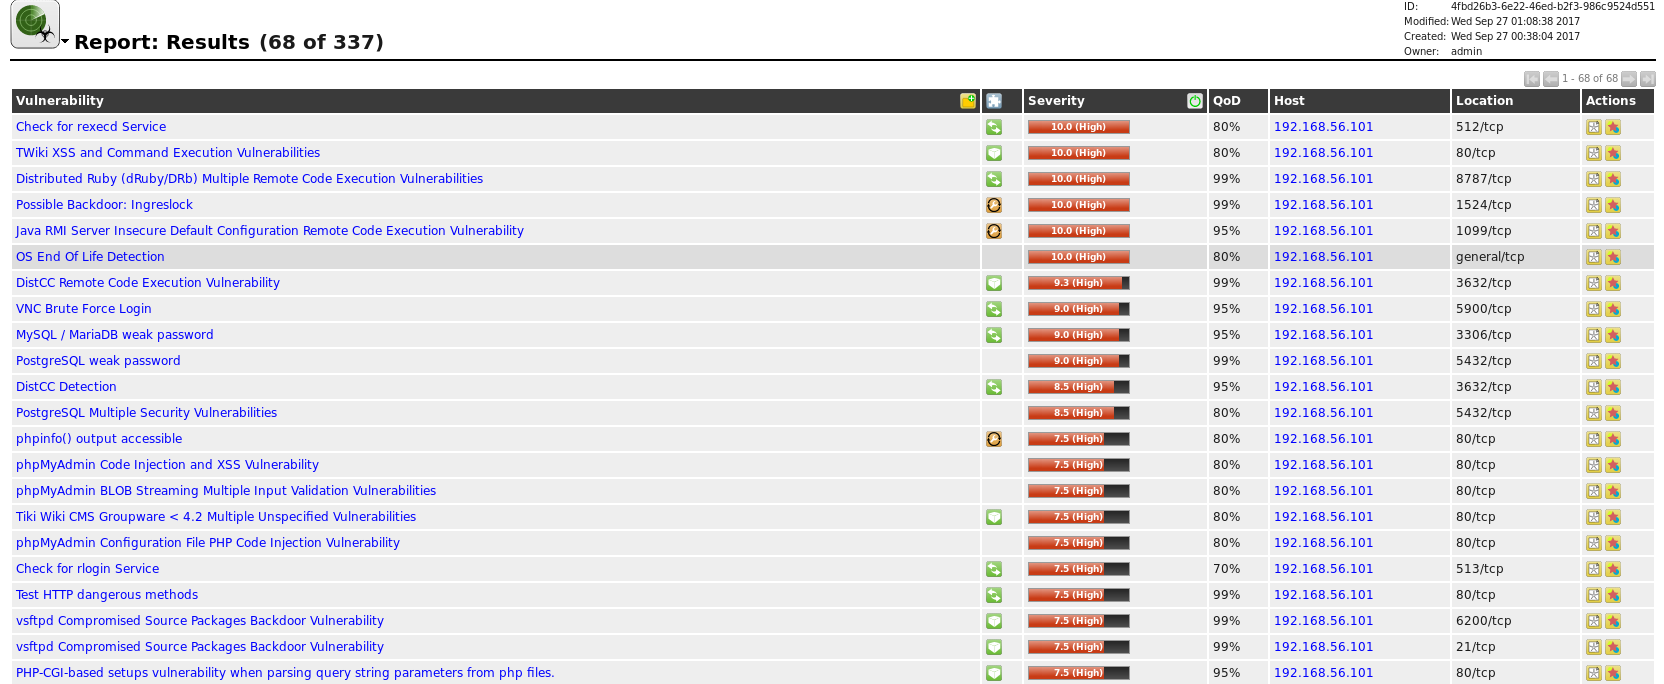 ID: 4fbd26b3-6e22-46ed-b2f3-986c9524d551
Modified: Wed Sep 27 01:08:38 2017
Created: Wed Sep 27 00:38:04 2017
Owner: admin
Report: Results (68 of 337)
1 - 68 of 68
Vulnerability Severity QoD Host Location Actions
Check for rexecd Service 10.0 (High) 80% 192.168.56.101 512/tcp
TWiki XSS and Command Execution Vulnerabilities 10.0 (High) 80% 192.168.56.101 80/tcp
Distributed Ruby (dRuby/DRb) Multiple Remote Code Execution Vulnerabilities 10.0 (High) 99% 192.168.56.101 8787/tcp
Possible Backdoor: Ingreslock 10.0 (High) 99% 192.168.56.101 1524/tcp
Java RMI Server Insecure Default Configuration Remote Code Execution Vulnerability 10.0 (High) 95% 192.168.56.101 1099/tcp
OS End Of Life Detection 10.0 (High) 80% 192.168.56.101 general/tcp
DistCC Remote Code Execution Vulnerability 9.3 (High) 99% 192.168.56.101 3632/tcp
VNC Brute Force Login 9.0 (High) 95% 192.168.56.101 5900/tcp
MySQL / MariaDB weak password 9.0 (High) 95% 192.168.56.101 3306/tcp
PostgreSQL weak password 9.0 (High) 99% 192.168.56.101 5432/tcp
DistCC Detection 8.5 (High) 95% 192.168.56.101 3632/tcp
PostgreSQL Multiple Security Vulnerabilities 8.5 (High) 80% 192.168.56.101 5432/tcp
phpinfo() output accessible 7.5 (High) 80% 192.168.56.101 80/tcp
phpMyAdmin Code Injection and XSS Vulnerability 7.5 (High) 80% 192.168.56.101 80/tcp
phpMyAdmin BLOB Streaming Multiple Input Validation Vulnerabilities 7.5 (High) 80% 192.168.56.101 80/tcp
Tiki Wiki CMS Groupware < 4.2 Multiple Unspecified Vulnerabilities 7.5 (High) 80% 192.168.56.101 80/tcp
phpMyAdmin Configuration File PHP Code Injection Vulnerability 7.5 (High) 80% 192.168.56.101 80/tcp
Check for rlogin Service 7.5 (High) 70% 192.168.56.101 513/tcp
Test HTTP dangerous methods 7.5 (High) 99% 192.168.56.101 80/tcp
vsftpd Compromised Source Packages Backdoor Vulnerability 7.5 (High) 99% 192.168.56.101 6200/tcp
vsftpd Compromised Source Packages Backdoor Vulnerability 7.5 (High) 99% 192.168.56.101 21/tcp
PHP-CGI-based setups vulnerability when parsing query string parameters from php files. 7.5 (High) 95% 192.168.56.101 80/tcp